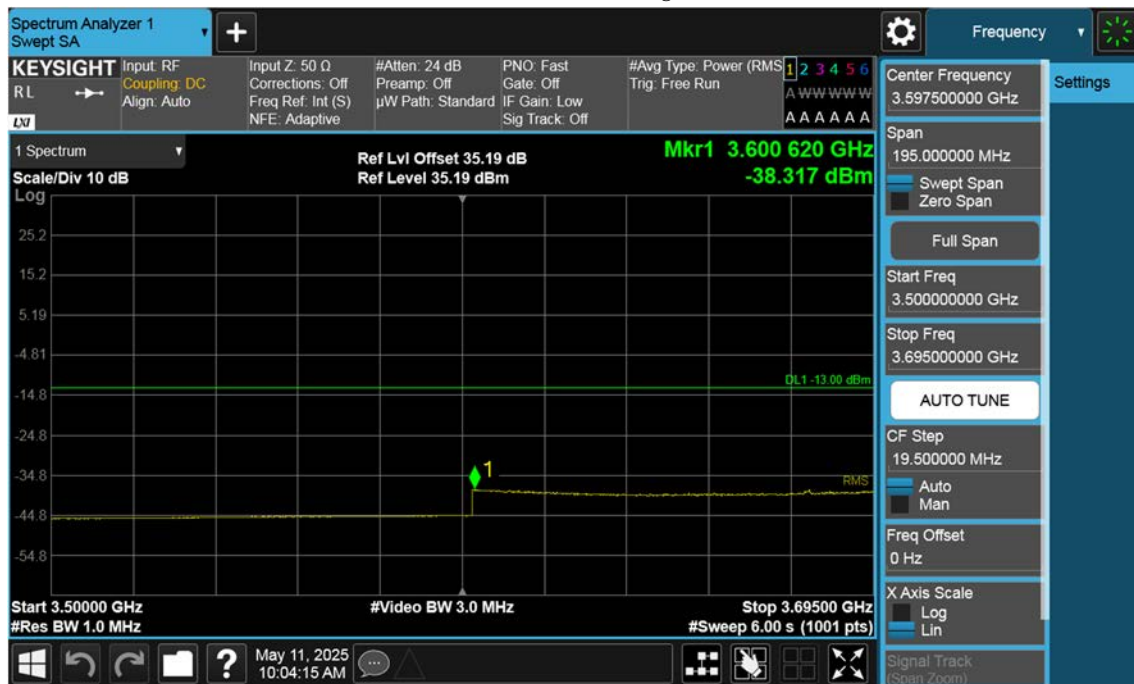 Spectrum Analyzer 1
Swept SA
Frequency
KEYSIGHT
RL
LXI
Input: RF
Coupling: DC
Align: Auto
Input Z: 50 Ω
Corrections: Off
Freq Ref: Int (S)
NFE: Adaptive
#Atten: 24 dB
Preamp: Off
µW Path: Standard
PNO: Fast
Gate: Off
IF Gain: Low
Sig Track: Off
#Avg Type: Power (RMS
Trig: Free Run
1 2 3 4 5 6
A W W W W W
A A A A A A
1 Spectrum
Scale/Div 10 dB
Ref Lvl Offset 35.19 dB
Ref Level 35.19 dBm
Mkr1 3.600 620 GHz
-38.317 dBm
Log
25.2
15.2
5.19
-4.81
DL1 -13.00 dBm
-14.8
-24.8
1
-34.8
RMS
-44.8
-54.8
Start 3.50000 GHz
#Video BW 3.0 MHz
Stop 3.69500 GHz
#Res BW 1.0 MHz
#Sweep 6.00 s (1001 pts)
?
May 11, 2025
10:04:15 AM
Center Frequency
3.597500000 GHz
Settings
Span
195.000000 MHz
Swept Span
Zero Span
Full Span
Start Freq
3.500000000 GHz
Stop Freq
3.695000000 GHz
AUTO TUNE
CF Step
19.500000 MHz
Auto
Man
Freq Offset
0 Hz
X Axis Scale
Log
Lin
Signal Track
(Span Zoom)